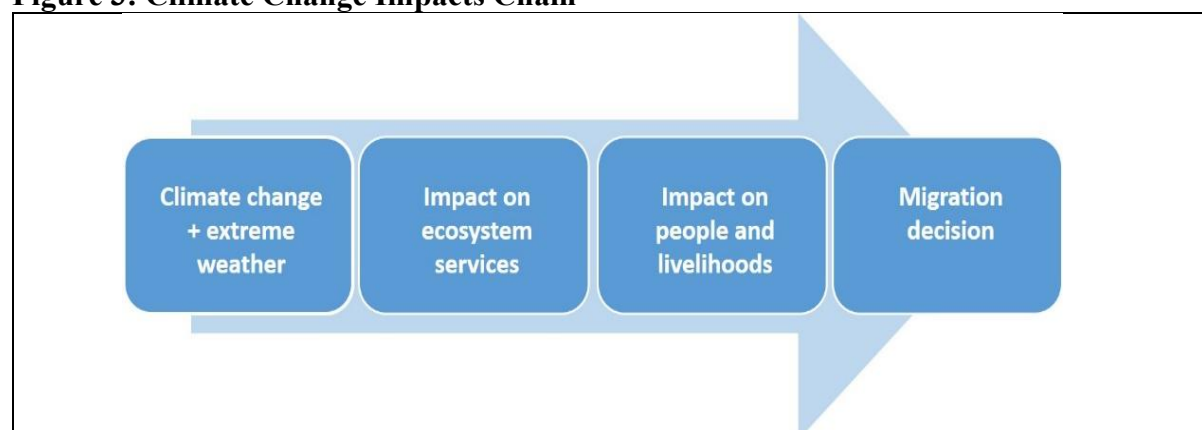 Figure 3: Climate Change Impacts Chain
Climate change
+ extreme
weather
Impact on
ecosystem
services
Impact on
people and
livelihoods
Migration
decision